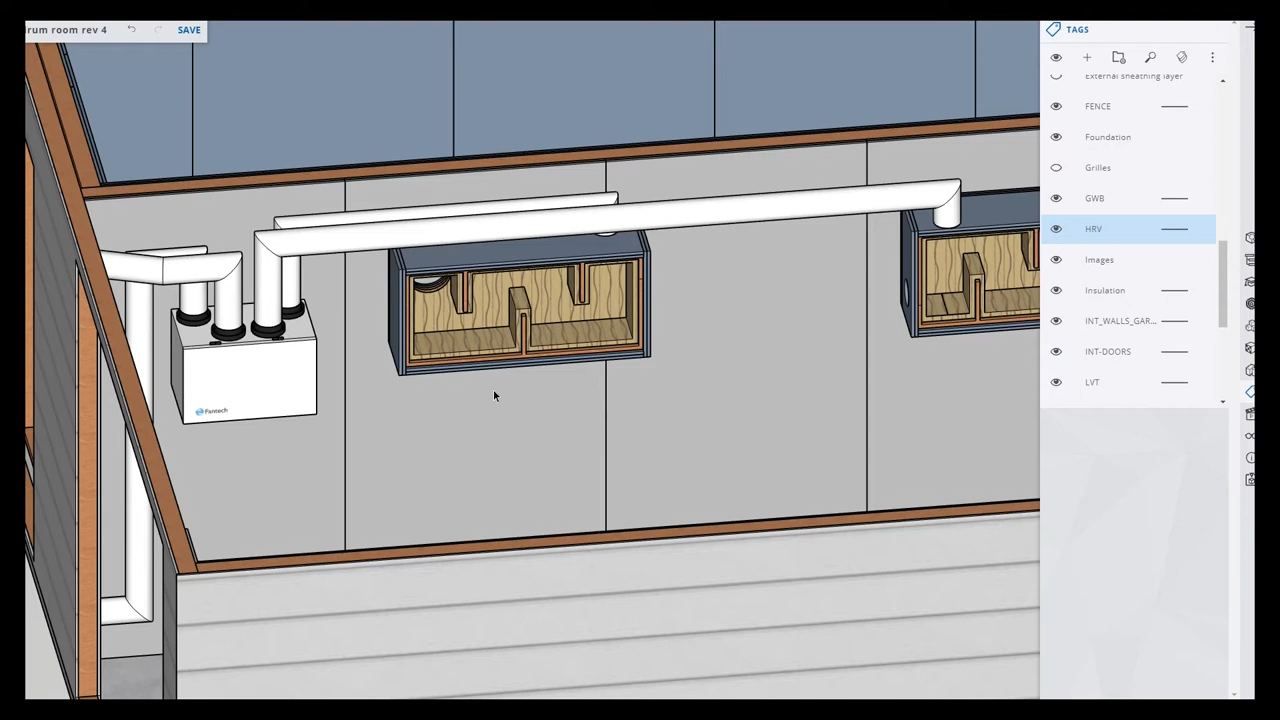 rum room rev 4
SAVE
TAGS
External sheathing layer
FENCE
Foundation
Grilles
GWB
HRV
Images
Insulation
INT_WALLS_GAR...
INT-DOORS
LVT
Fantech